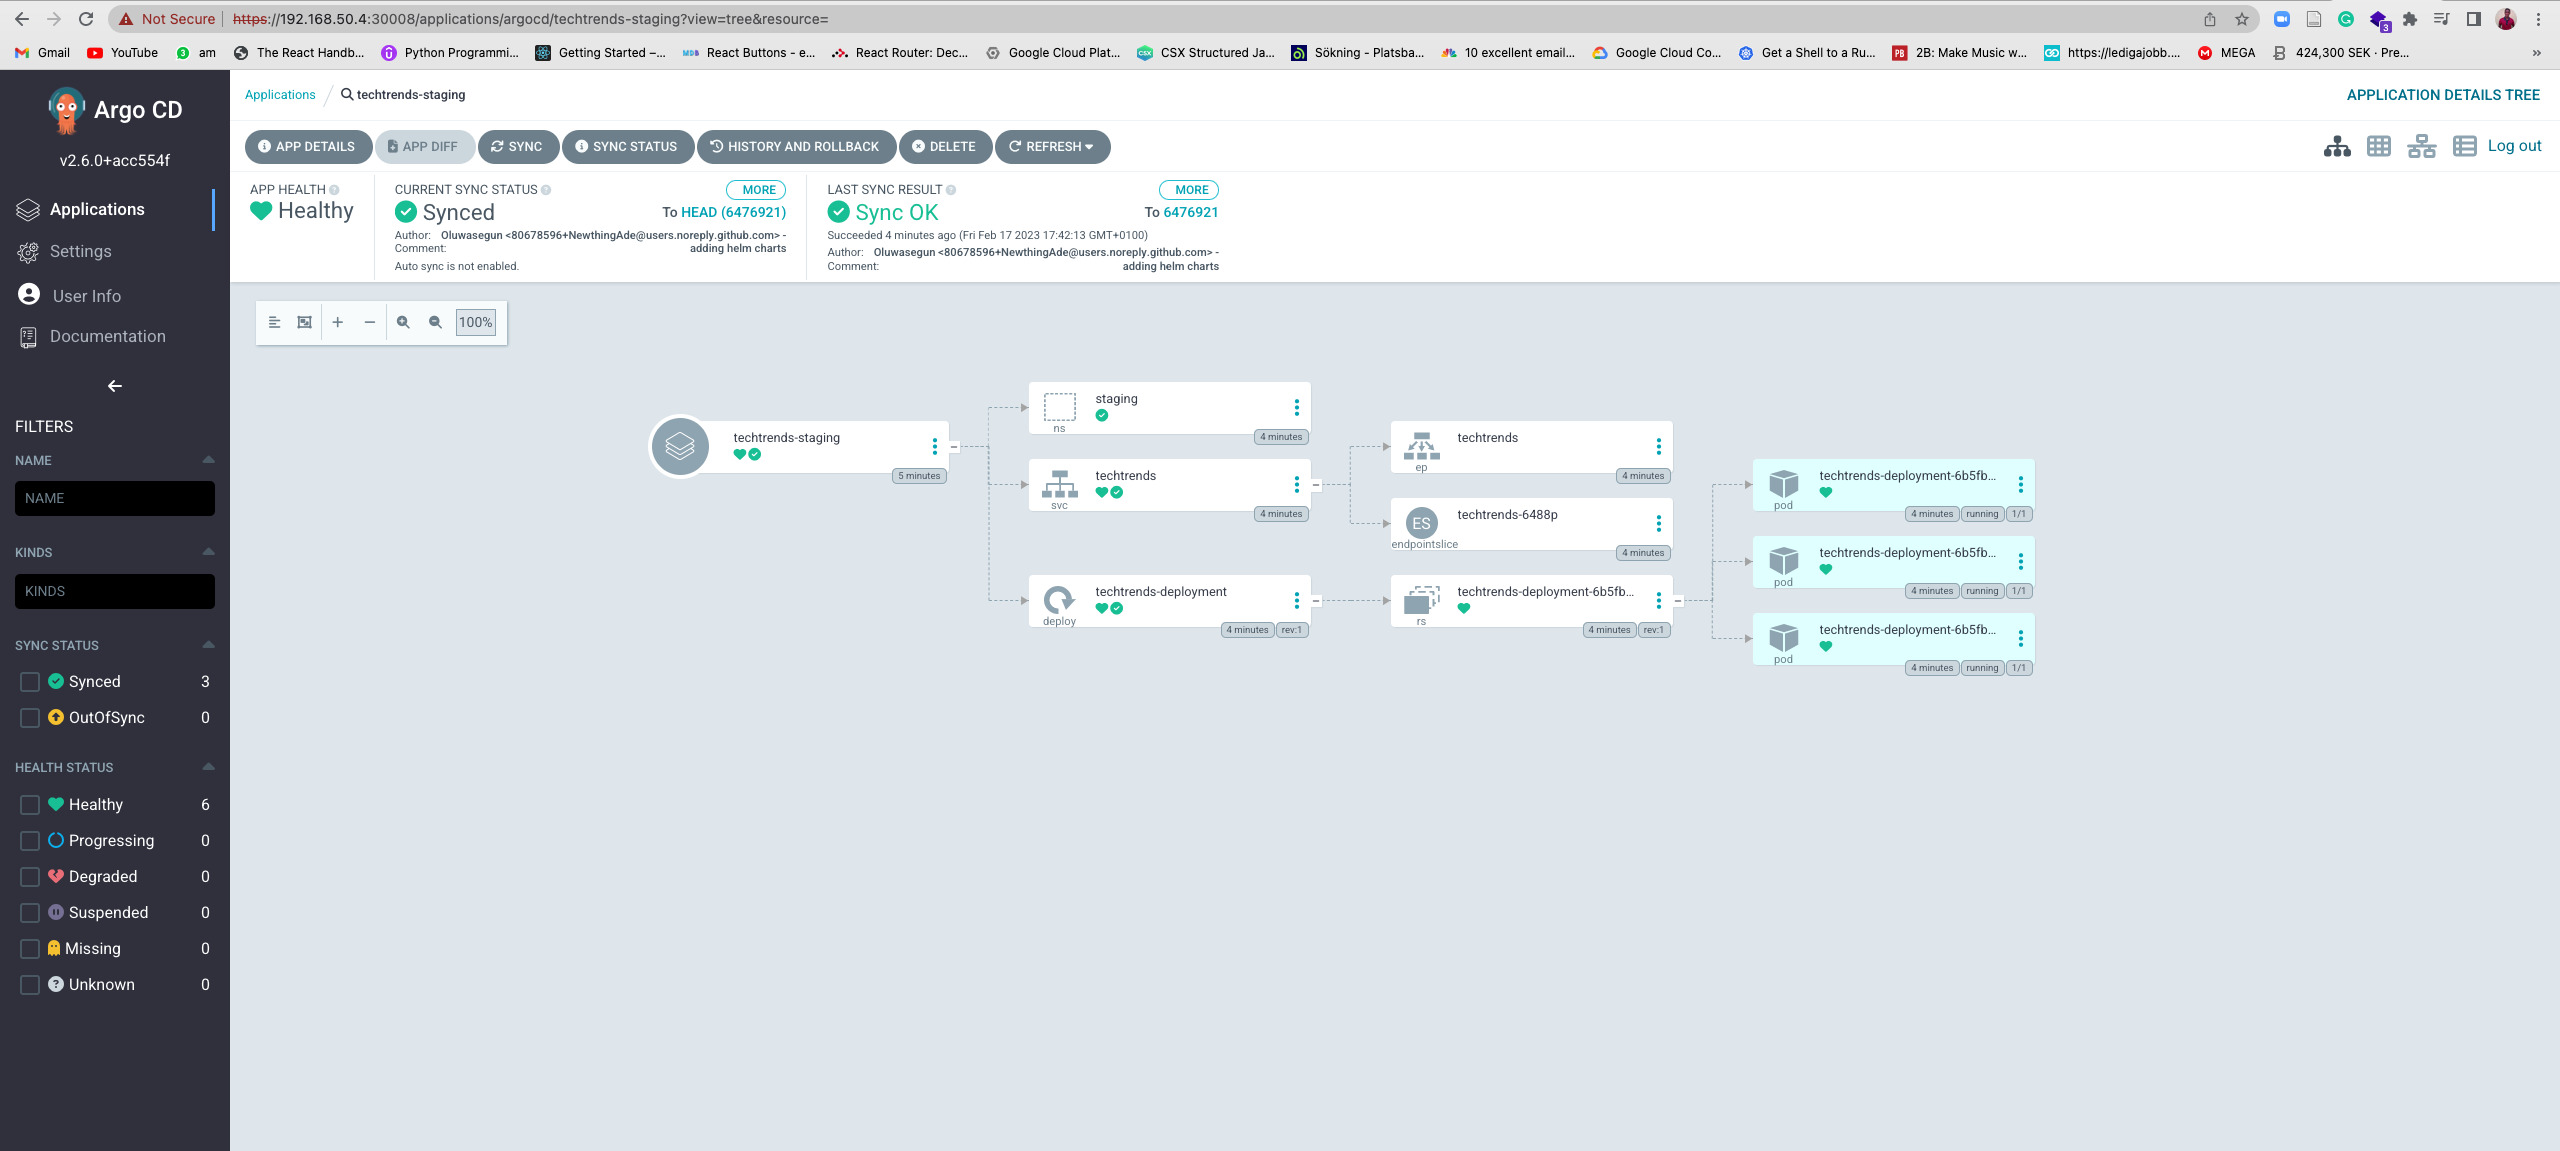 Not Secure | https://192.168.50.4:30008/applications/argocd/techtrends-staging?view=tree&resource=
3
Gmail YouTube 3 am The React Handb... Python Programmi... Getting Started –... React Buttons - e... React Router: Dec... Google Cloud Plat... CSX Structured Ja... Sökning - Platsba... 10 excellent email... Google Cloud Co... Get a Shell to a Ru... PB 2B: Make Music w... https://ledigajobb.... MEGA 424,300 SEK · Pre... »
Argo CD
v2.6.0+acc554f
Applications
Settings
User Info
Documentation
FILTERS
NAME
NAME
KINDS
KINDS
SYNC STATUS
Synced 3
OutOfSync 0
HEALTH STATUS
Healthy 6
Progressing 0
Degraded 0
Suspended 0
Missing 0
Unknown 0
Applications / techtrends-staging
APPLICATION DETAILS TREE
APP DETAILS APP DIFF SYNC SYNC STATUS HISTORY AND ROLLBACK DELETE REFRESH
Log out
APP HEALTH
Healthy
CURRENT SYNC STATUS MORE
Synced To HEAD (6476921)
Author: Oluwasegun <80678596+NewthingAde@users.noreply.github.com> -
Comment: adding helm charts
Auto sync is not enabled.
LAST SYNC RESULT MORE
Sync OK To 6476921
Succeeded 4 minutes ago (Fri Feb 17 2023 17:42:13 GMT+0100)
Author: Oluwasegun <80678596+NewthingAde@users.noreply.github.com> -
Comment: adding helm charts
100%
techtrends-staging
5 minutes
staging
ns
4 minutes
techtrends
svc
4 minutes
techtrends-deployment
deploy
4 minutes rev:1
techtrends
ep
4 minutes
ES
techtrends-6488p
endpointslice
4 minutes
techtrends-deployment-6b5fb...
rs
4 minutes rev:1
techtrends-deployment-6b5fb...
pod
4 minutes running 1/1
techtrends-deployment-6b5fb...
pod
4 minutes running 1/1
techtrends-deployment-6b5fb...
pod
4 minutes running 1/1